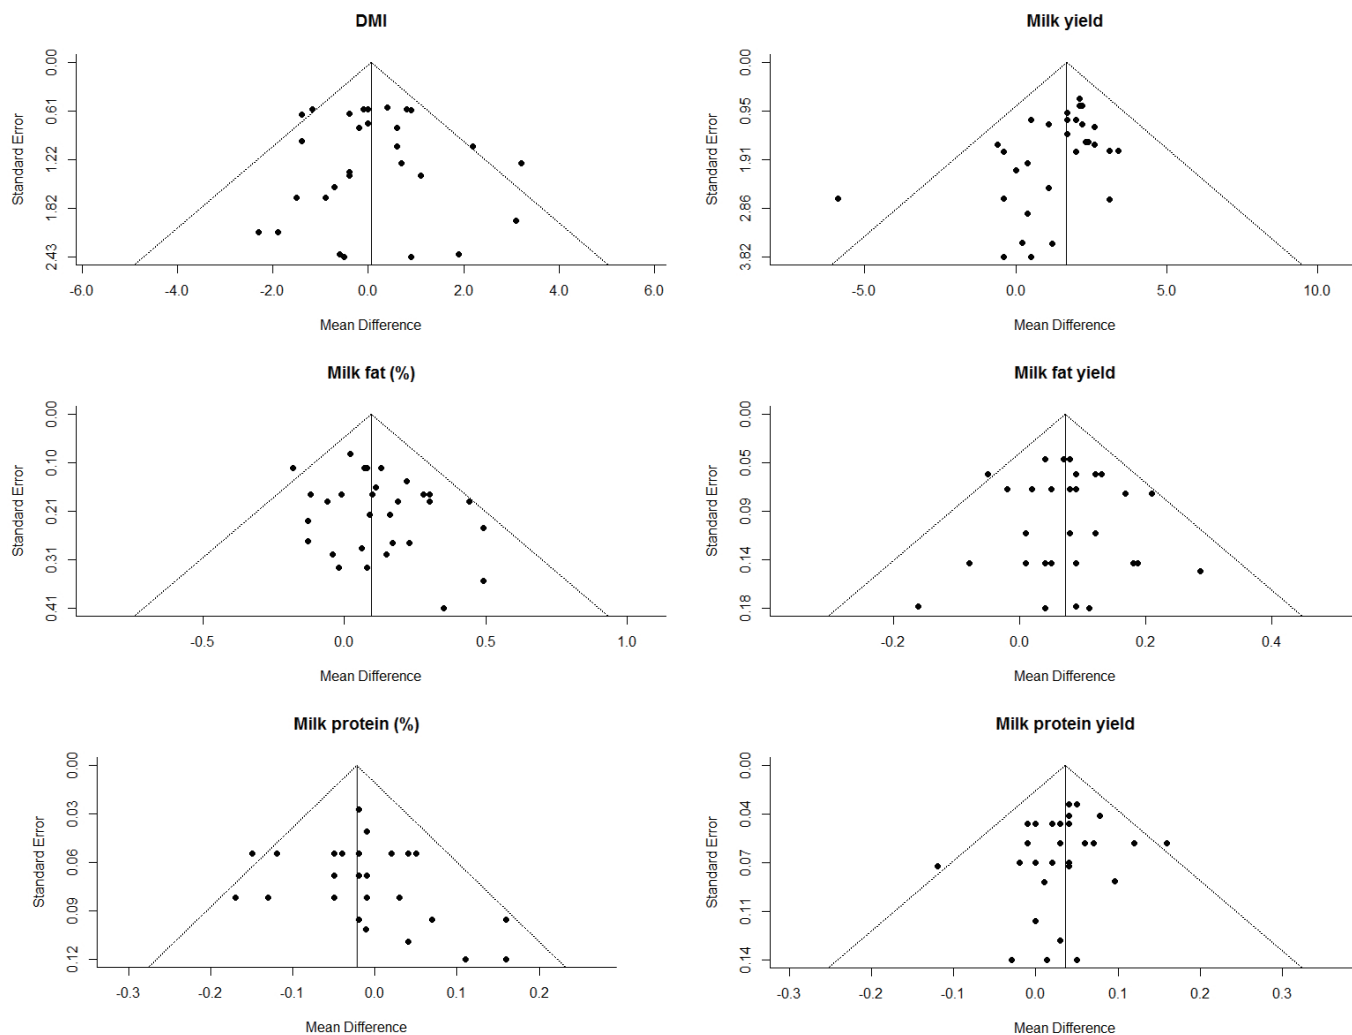 DMI
Standard Error
0.00
0.61
1.22
1.82
2.43
-6.0 -4.0 -2.0 0.0 2.0 4.0 6.0
Mean Difference
Milk yield
Standard Error
0.00
0.95
1.91
2.86
3.82
-5.0 0.0 5.0 10.0
Mean Difference
Milk fat (%)
Standard Error
0.00
0.10
0.21
0.31
0.41
-0.5 0.0 0.5 1.0
Mean Difference
Milk fat yield
Standard Error
0.00
0.05
0.09
0.14
0.18
-0.2 0.0 0.2 0.4
Mean Difference
Milk protein (%)
Standard Error
0.00
0.03
0.06
0.09
0.12
-0.3 -0.2 -0.1 0.0 0.1 0.2
Mean Difference
Milk protein yield
Standard Error
0.00
0.04
0.07
0.11
0.14
-0.3 -0.2 -0.1 0.0 0.1 0.2 0.3
Mean Difference